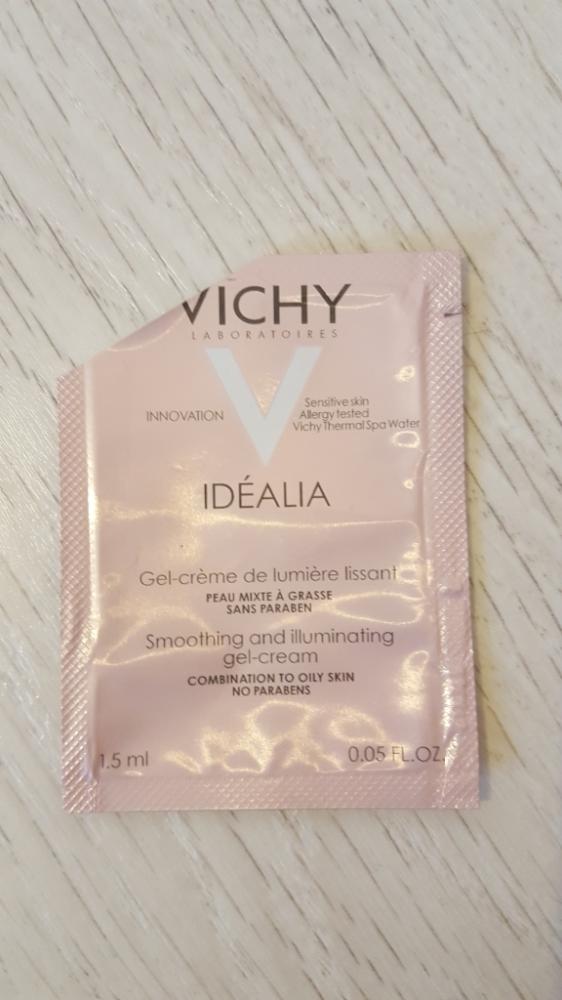 VICHY
LABORATOIRES
INNOVATION
Sensitive skin
Allergy tested
Vichy Thermal Spa Water
IDÉALIA
Gel-crème de lumière lissant
PEAU MIXTE À GRASSE
SANS PARABEN
Smoothing and illuminating
gel-cream
COMBINATION TO OILY SKIN
NO PARABENS
1.5 ml 0.05 FL.OZ.